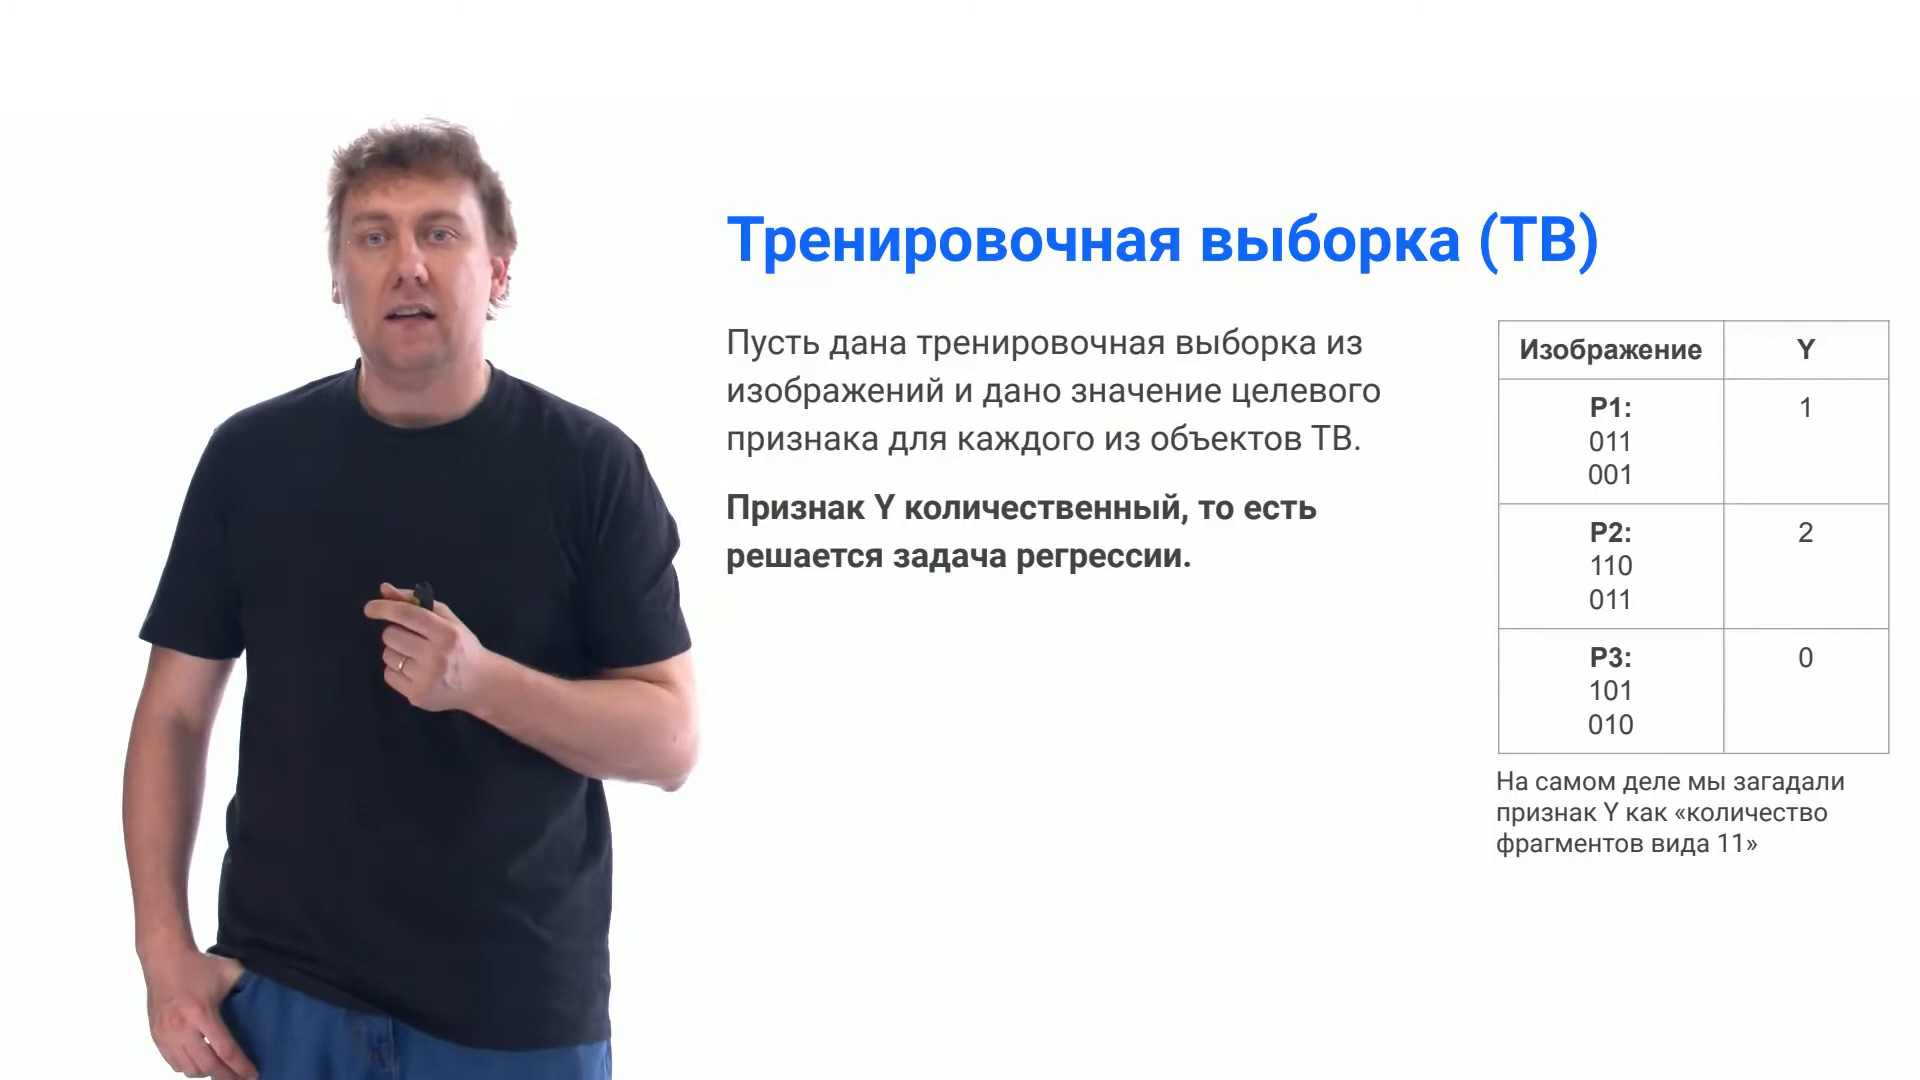 Тренировочная выборка (ТВ)
Пусть дана тренировочная выборка из
изображений и дано значение целевого
признака для каждого из объектов ТВ.
Признак Y количественный, то есть
решается задача регрессии.
Изображение Y
P1: 1
011
001
P2: 2
110
011
P3: 0
101
010
На самом деле мы загадали
признак Y как «количество
фрагментов вида 11»